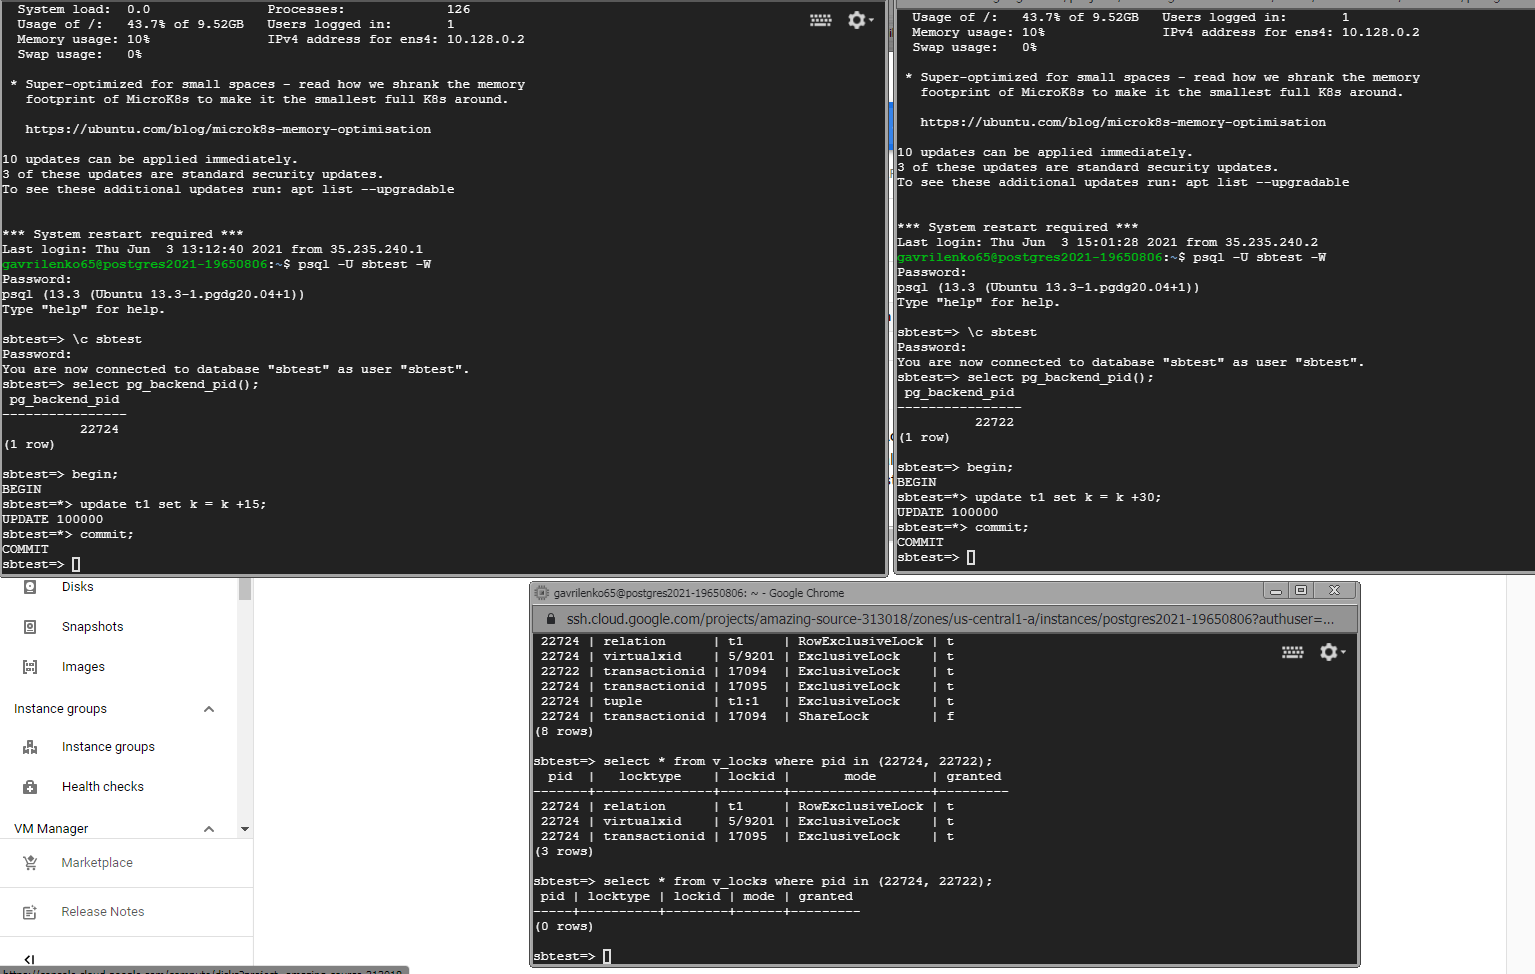 System load:  0.0               Processes:             126
Usage of /:   43.7% of 9.52GB   Users logged in:       1
Memory usage: 10%               IPv4 address for ens4: 10.128.0.2
Swap usage:   0%
* Super-optimized for small spaces - read how we shrank the memory
footprint of MicroK8s to make it the smallest full K8s around.
https://ubuntu.com/blog/microk8s-memory-optimisation
10 updates can be applied immediately.
3 of these updates are standard security updates.
To see these additional updates run: apt list --upgradable
*** System restart required ***
Last login: Thu Jun  3 13:12:40 2021 from 35.235.240.1
gavrilenko65@postgres2021-19650806:~$ psql -U sbtest -W
Password:
psql (13.3 (Ubuntu 13.3-1.pgdg20.04+1))
Type "help" for help.
sbtest=> \c sbtest
Password:
You are now connected to database "sbtest" as user "sbtest".
sbtest=> select pg_backend_pid();
pg_backend_pid
----------------
22724
(1 row)
sbtest=> begin;
BEGIN
sbtest=*> update t1 set k = k +15;
UPDATE 100000
sbtest=*> commit;
COMMIT
sbtest=>
Usage of /:   43.7% of 9.52GB   Users logged in:       1
Memory usage: 10%               IPv4 address for ens4: 10.128.0.2
Swap usage:   0%
* Super-optimized for small spaces - read how we shrank the memory
footprint of MicroK8s to make it the smallest full K8s around.
https://ubuntu.com/blog/microk8s-memory-optimisation
10 updates can be applied immediately.
3 of these updates are standard security updates.
To see these additional updates run: apt list --upgradable
*** System restart required ***
Last login: Thu Jun  3 15:01:28 2021 from 35.235.240.2
gavrilenko65@postgres2021-19650806:~$ psql -U sbtest -W
Password:
psql (13.3 (Ubuntu 13.3-1.pgdg20.04+1))
Type "help" for help.
sbtest=> \c sbtest
Password:
You are now connected to database "sbtest" as user "sbtest".
sbtest=> select pg_backend_pid();
pg_backend_pid
----------------
22722
(1 row)
sbtest=> begin;
BEGIN
sbtest=*> update t1 set k = k +30;
UPDATE 100000
sbtest=*> commit;
COMMIT
sbtest=>
Disks
Snapshots
Images
Instance groups
Instance groups
Health checks
VM Manager
Marketplace
Release Notes
gavrilenko65@postgres2021-19650806: ~ - Google Chrome
ssh.cloud.google.com/projects/amazing-source-313018/zones/us-central1-a/instances/postgres2021-19650806?authuser=...
22724 | relation      | t1     | RowExclusiveLock | t
22724 | virtualxid    | 5/9201 | ExclusiveLock    | t
22722 | transactionid | 17094  | ExclusiveLock    | t
22724 | transactionid | 17095  | ExclusiveLock    | t
22724 | tuple         | t1:1   | ExclusiveLock    | t
22724 | transactionid | 17094  | ShareLock        | f
(8 rows)
sbtest=> select * from v_locks where pid in (22724, 22722);
pid  |   locktype    | lockid |       mode       | granted
-------+---------------+--------+------------------+---------
22724 | relation      | t1     | RowExclusiveLock | t
22724 | virtualxid    | 5/9201 | ExclusiveLock    | t
22724 | transactionid | 17095  | ExclusiveLock    | t
(3 rows)
sbtest=> select * from v_locks where pid in (22724, 22722);
pid | locktype | lockid | mode | granted
-----+----------+--------+------+---------
(0 rows)
sbtest=>